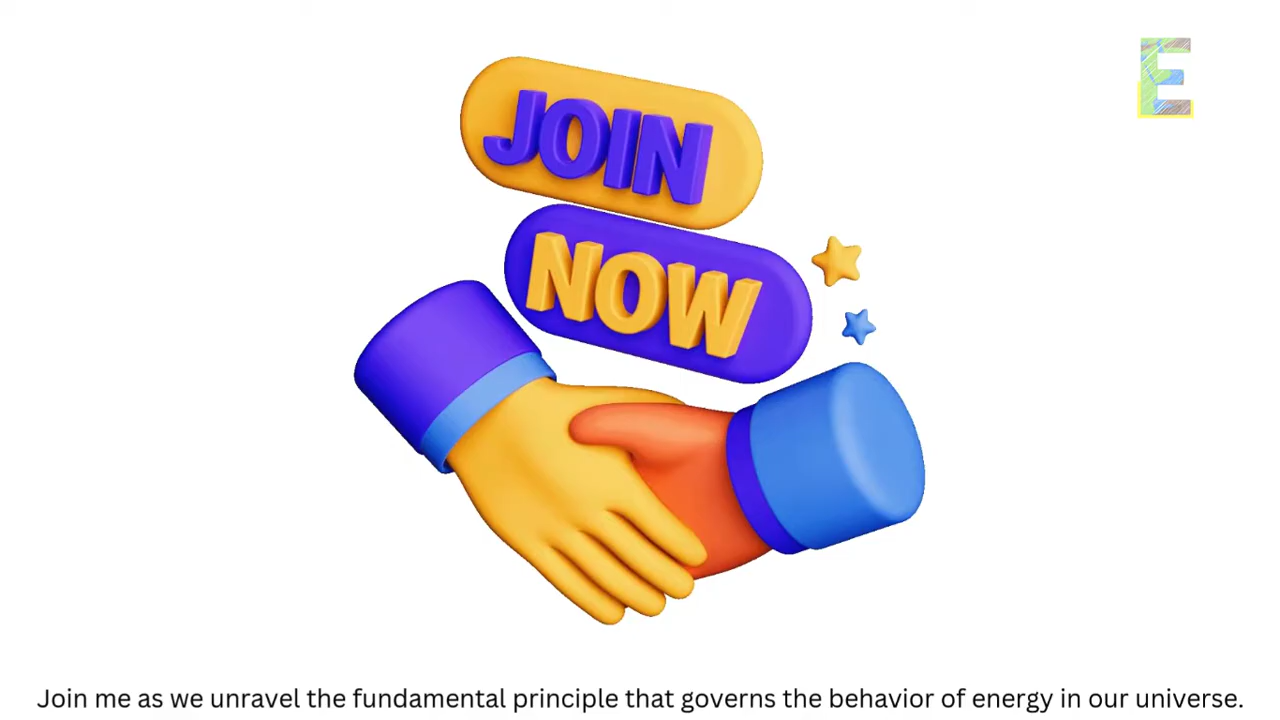 E
JOIN
NOW
Join me as we unravel the fundamental principle that governs the behavior of energy in our universe.